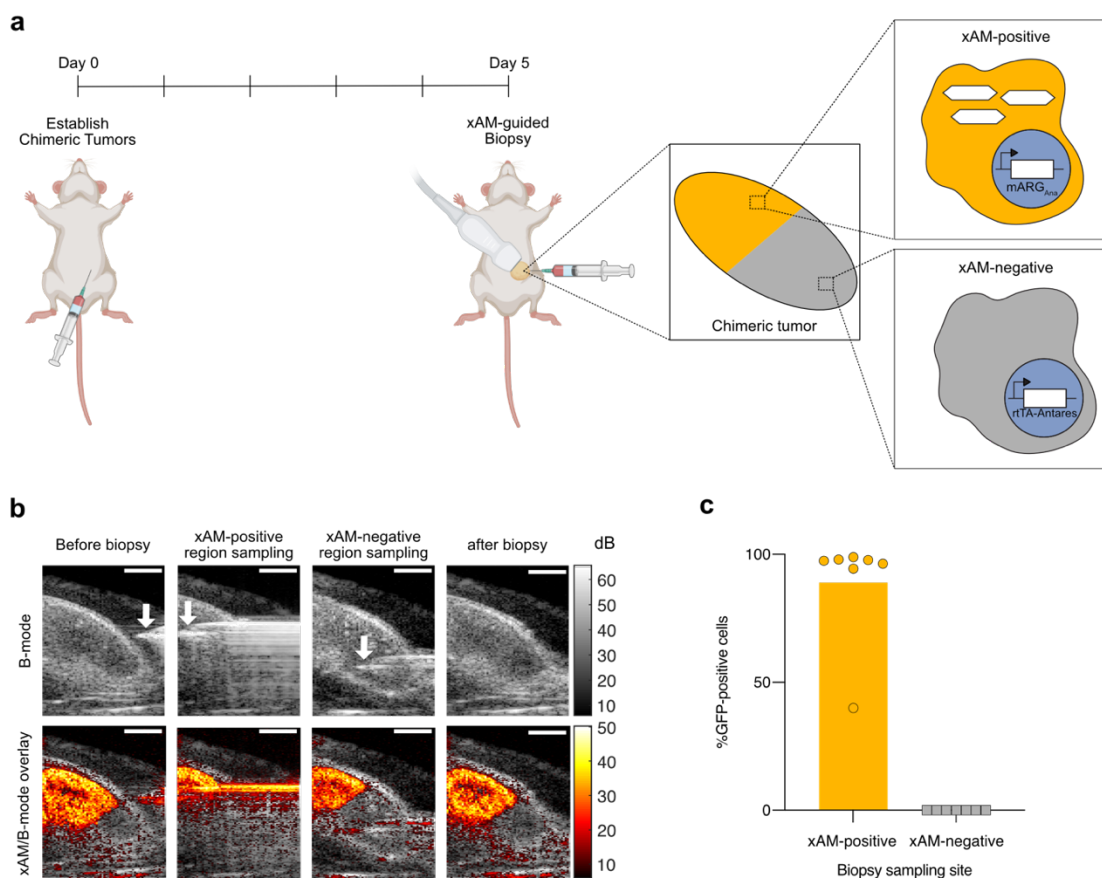 a
Day 0
Day 5
Establish
Chimeric Tumors
xAM-guided
Biopsy
Chimeric tumor
xAM-positive
mARGAna
xAM-negative
rtTA-Antares
b
Before biopsy
xAM-positive
region sampling
xAM-negative
region sampling
after biopsy
dB
B-mode
60
50
40
30
20
10
xAM/B-mode overlay
50
40
30
20
10
c
%GFP-positive cells
100
50
0
xAM-positive
xAM-negative
Biopsy sampling site